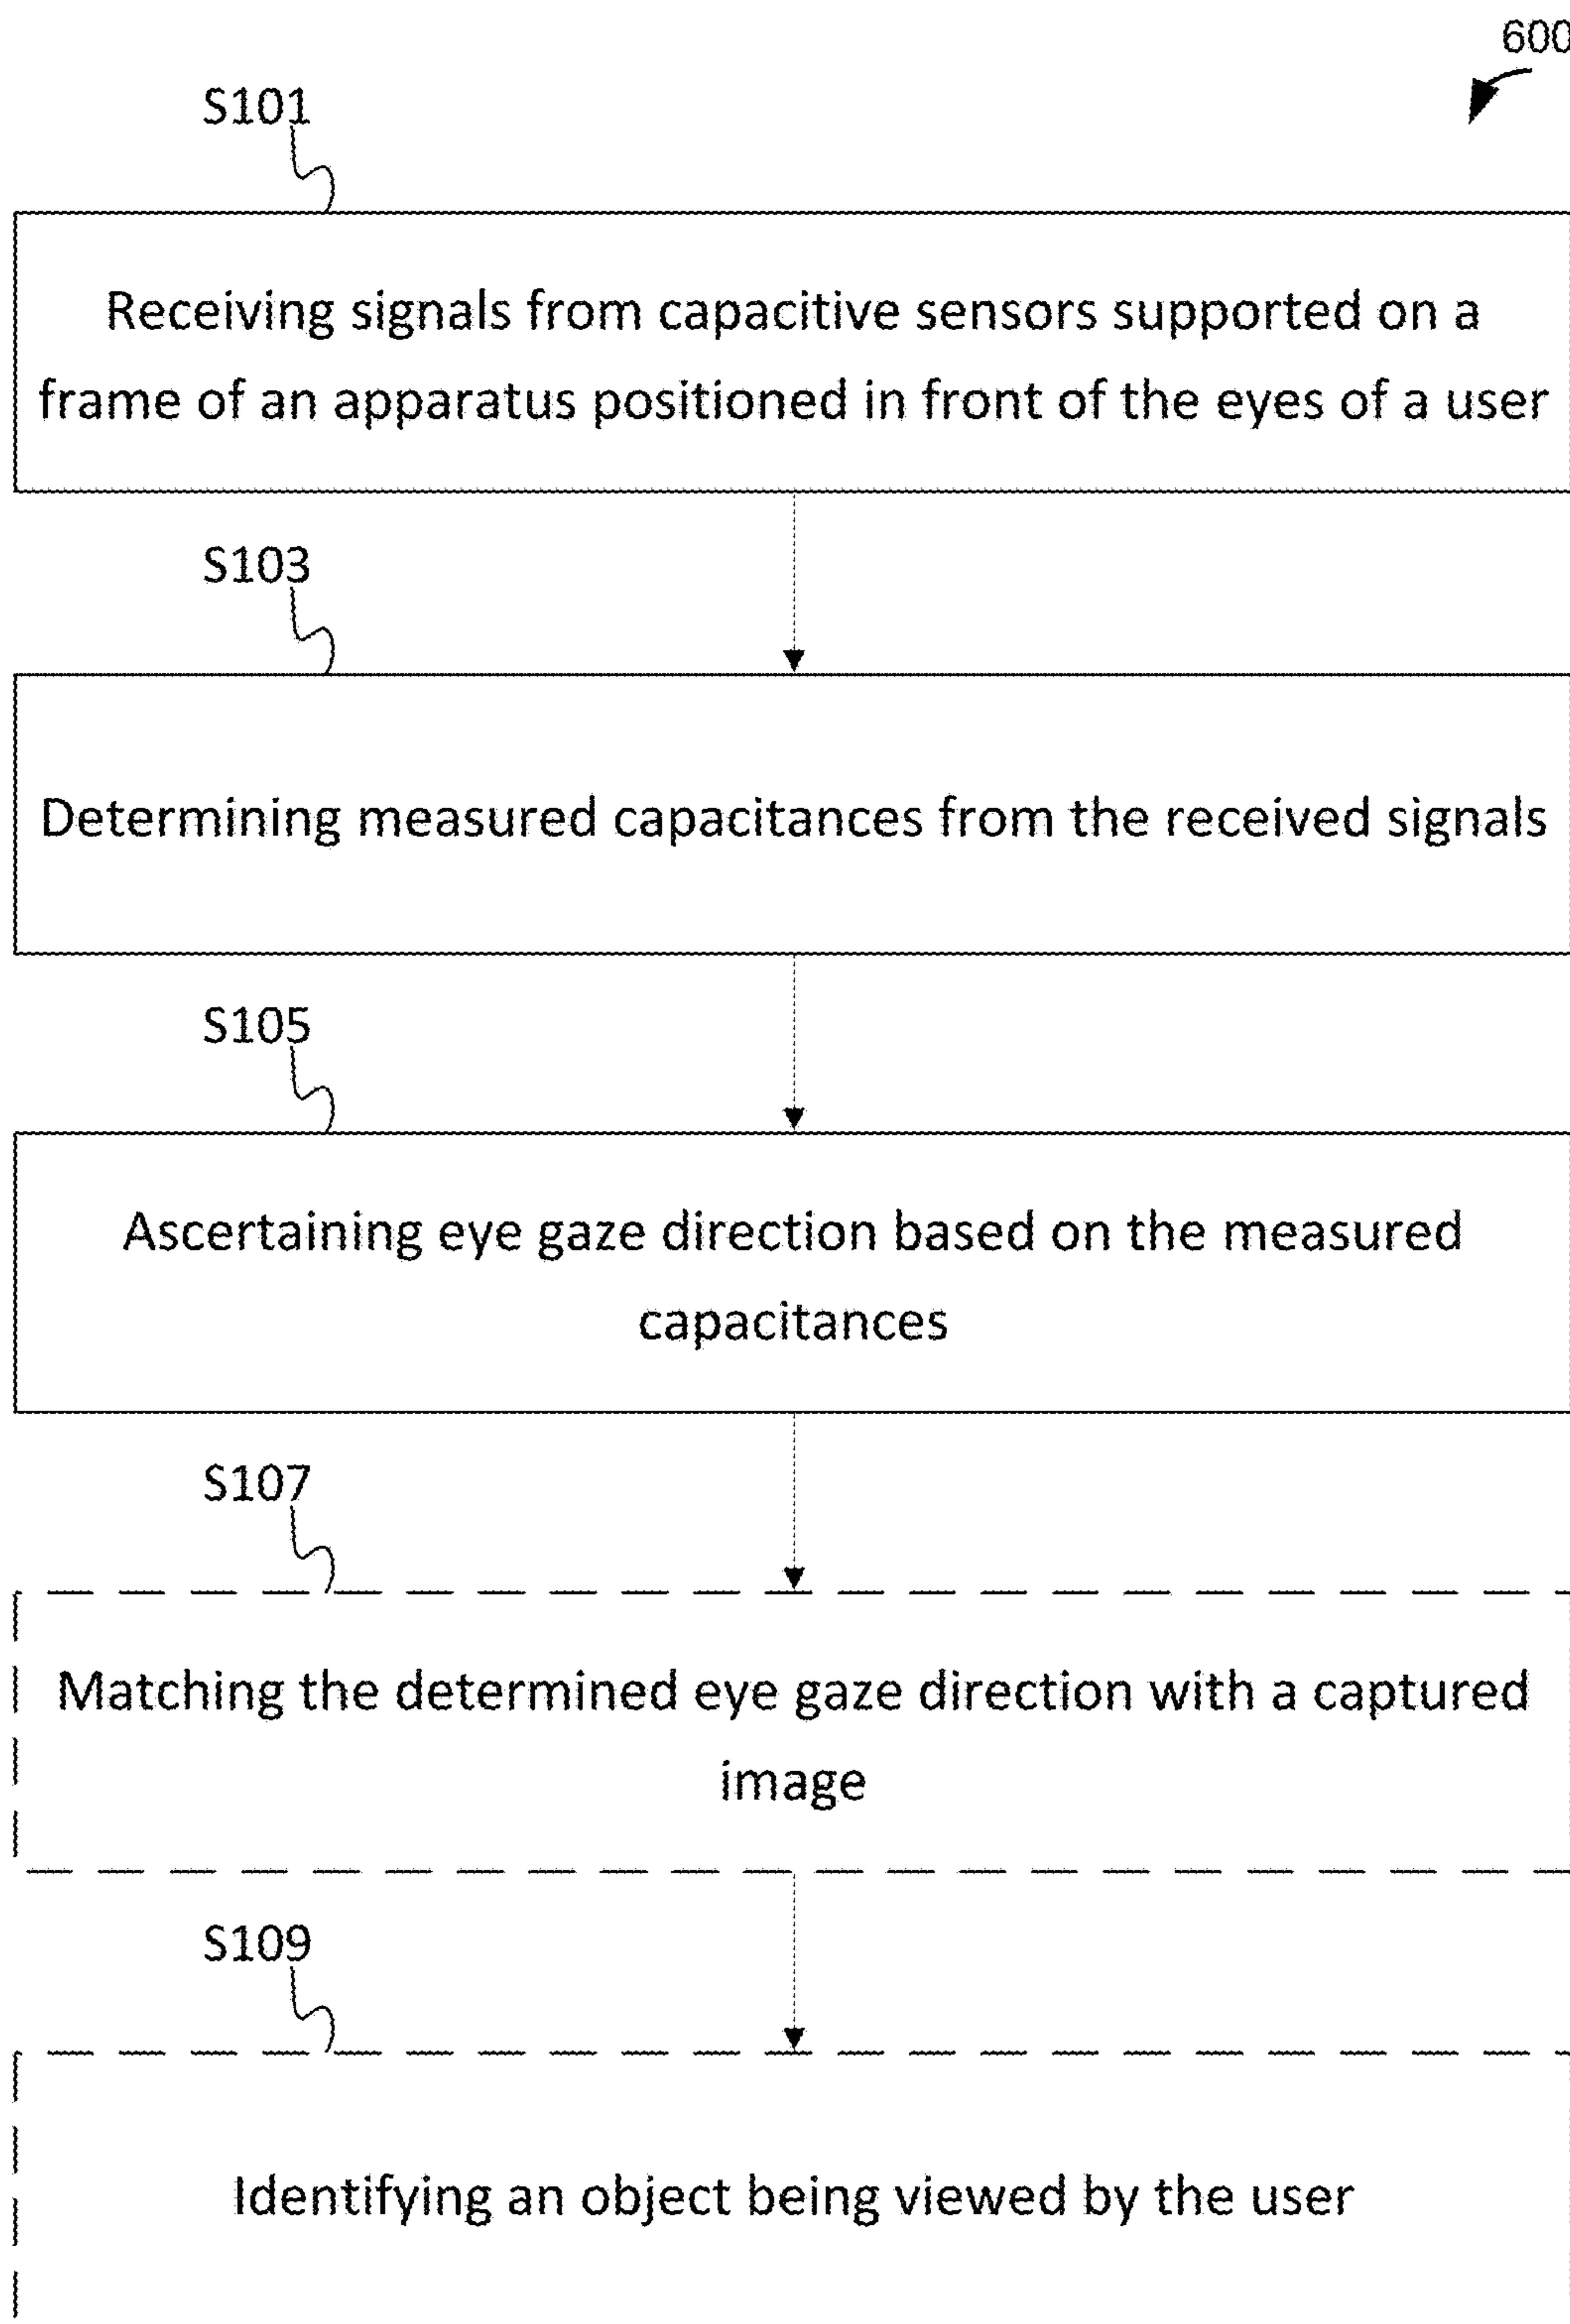 600
S101
Receiving signals from capacitive sensors supported on a
frame of an apparatus positioned in front of the eyes of a user
S103
Determining measured capacitances from the received signals
S105
Ascertaining eye gaze direction based on the measured
capacitances
S107
Matching the determined eye gaze direction with a captured
image
S109
Identifying an object being viewed by the user